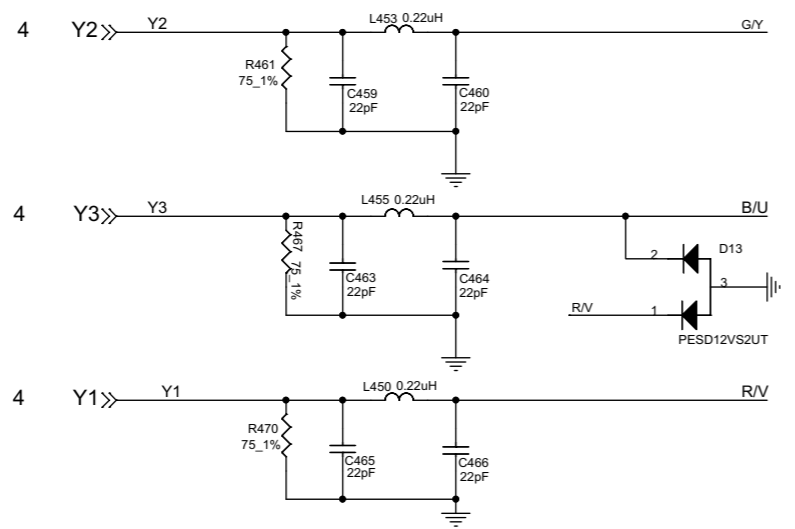 L453 0.22uH
4 Y2 Y2 G/Y
R461
75_1%
C459
22pF
C460
22pF
L455 0.22uH
4 Y3 Y3 B/U
R467
75_1%
C463
22pF
C464
22pF
2 D13
3
R/V 1
PESD12VS2UT
L450 0.22uH
4 Y1 Y1 R/V
R470
75_1%
C465
22pF
C466
22pF